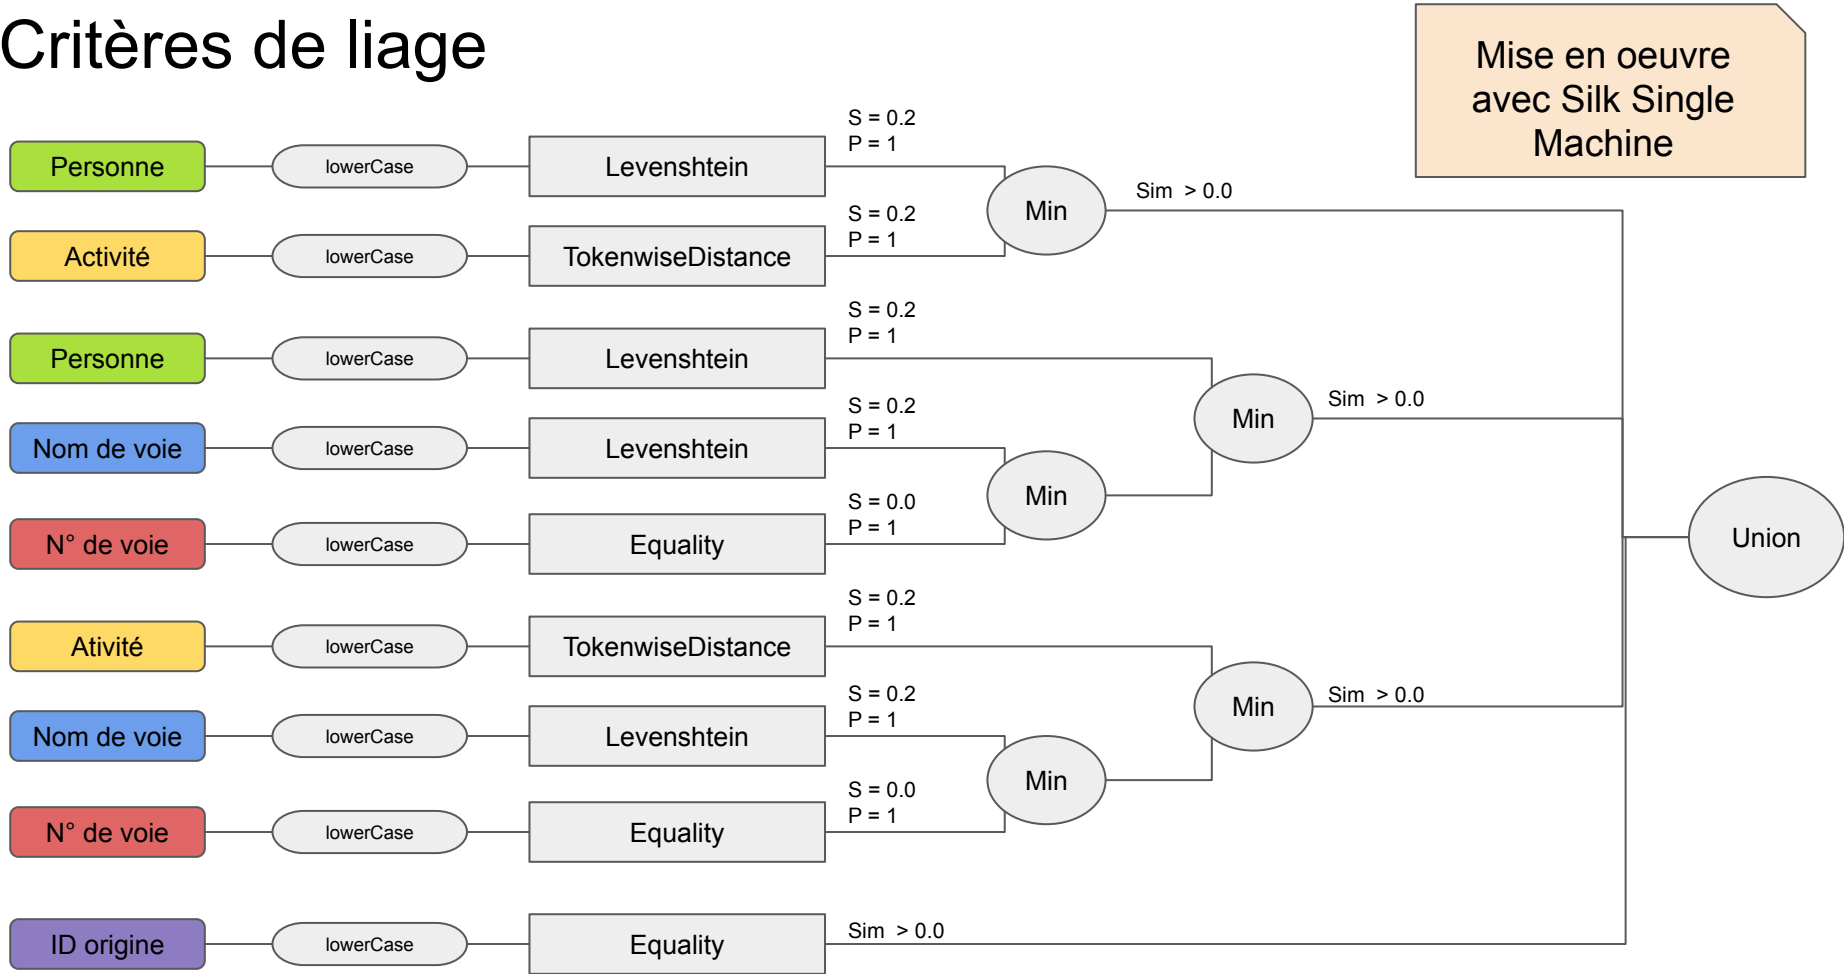 Critères de liage
Mise en oeuvre
avec Silk Single
Machine
Personne
lowerCase
Levenshtein
S = 0.2
P = 1
Activité
lowerCase
TokenwiseDistance
S = 0.2
P = 1
Min
Sim > 0.0
Personne
lowerCase
Levenshtein
S = 0.2
P = 1
Nom de voie
lowerCase
Levenshtein
S = 0.2
P = 1
N° de voie
lowerCase
Equality
S = 0.0
P = 1
Min
Min
Sim > 0.0
Ativité
lowerCase
TokenwiseDistance
S = 0.2
P = 1
Nom de voie
lowerCase
Levenshtein
S = 0.2
P = 1
N° de voie
lowerCase
Equality
S = 0.0
P = 1
Min
Min
Sim > 0.0
ID origine
lowerCase
Equality
Sim > 0.0
Union